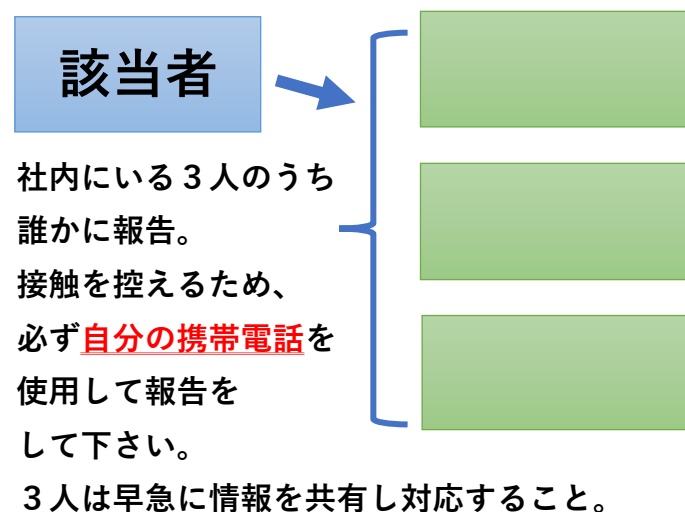 該当者
社内にいる３人のうち
誰かに報告。
接触を控えるため、
必ず自分の携帯電話を
使用して報告を
して下さい。
３人は早急に情報を共有し対応すること。